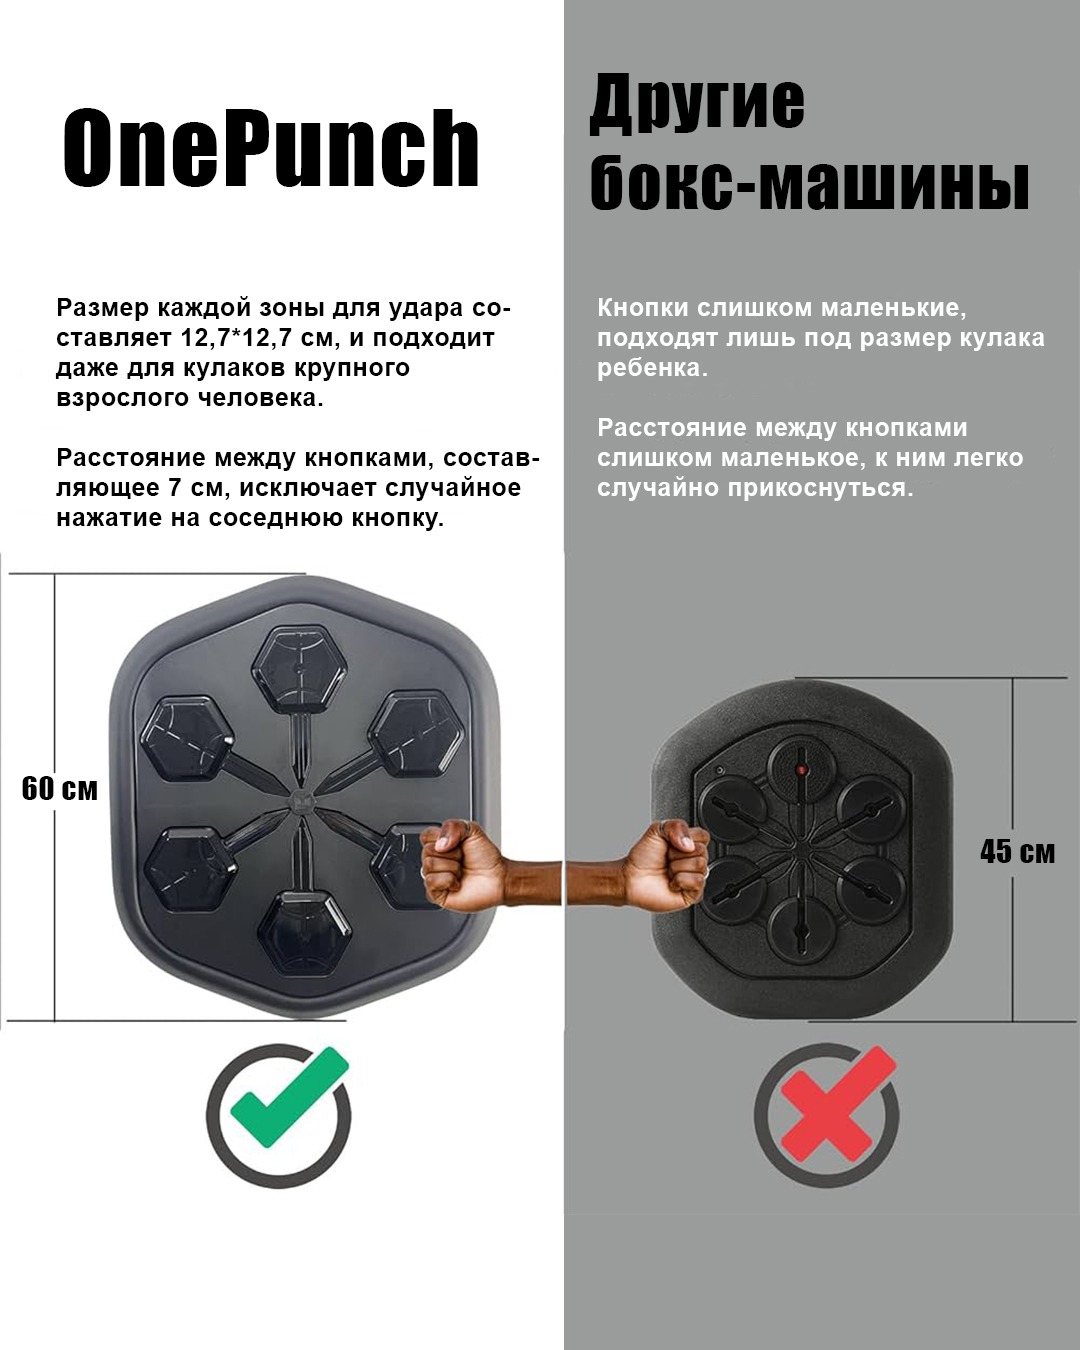 OnePunch
Размер каждой зоны для удара со-
ставляет 12,7*12,7 см, и подходит
даже для кулаков крупного
взрослого человека.
Расстояние между кнопками, состав-
ляющее 7 см, исключает случайное
нажатие на соседнюю кнопку.
60 см
Другие
бокс-машины
Кнопки слишком маленькие,
подходят лишь под размер кулака
ребенка.
Расстояние между кнопками
слишком маленькое, к ним легко
случайно прикоснуться.
45 см